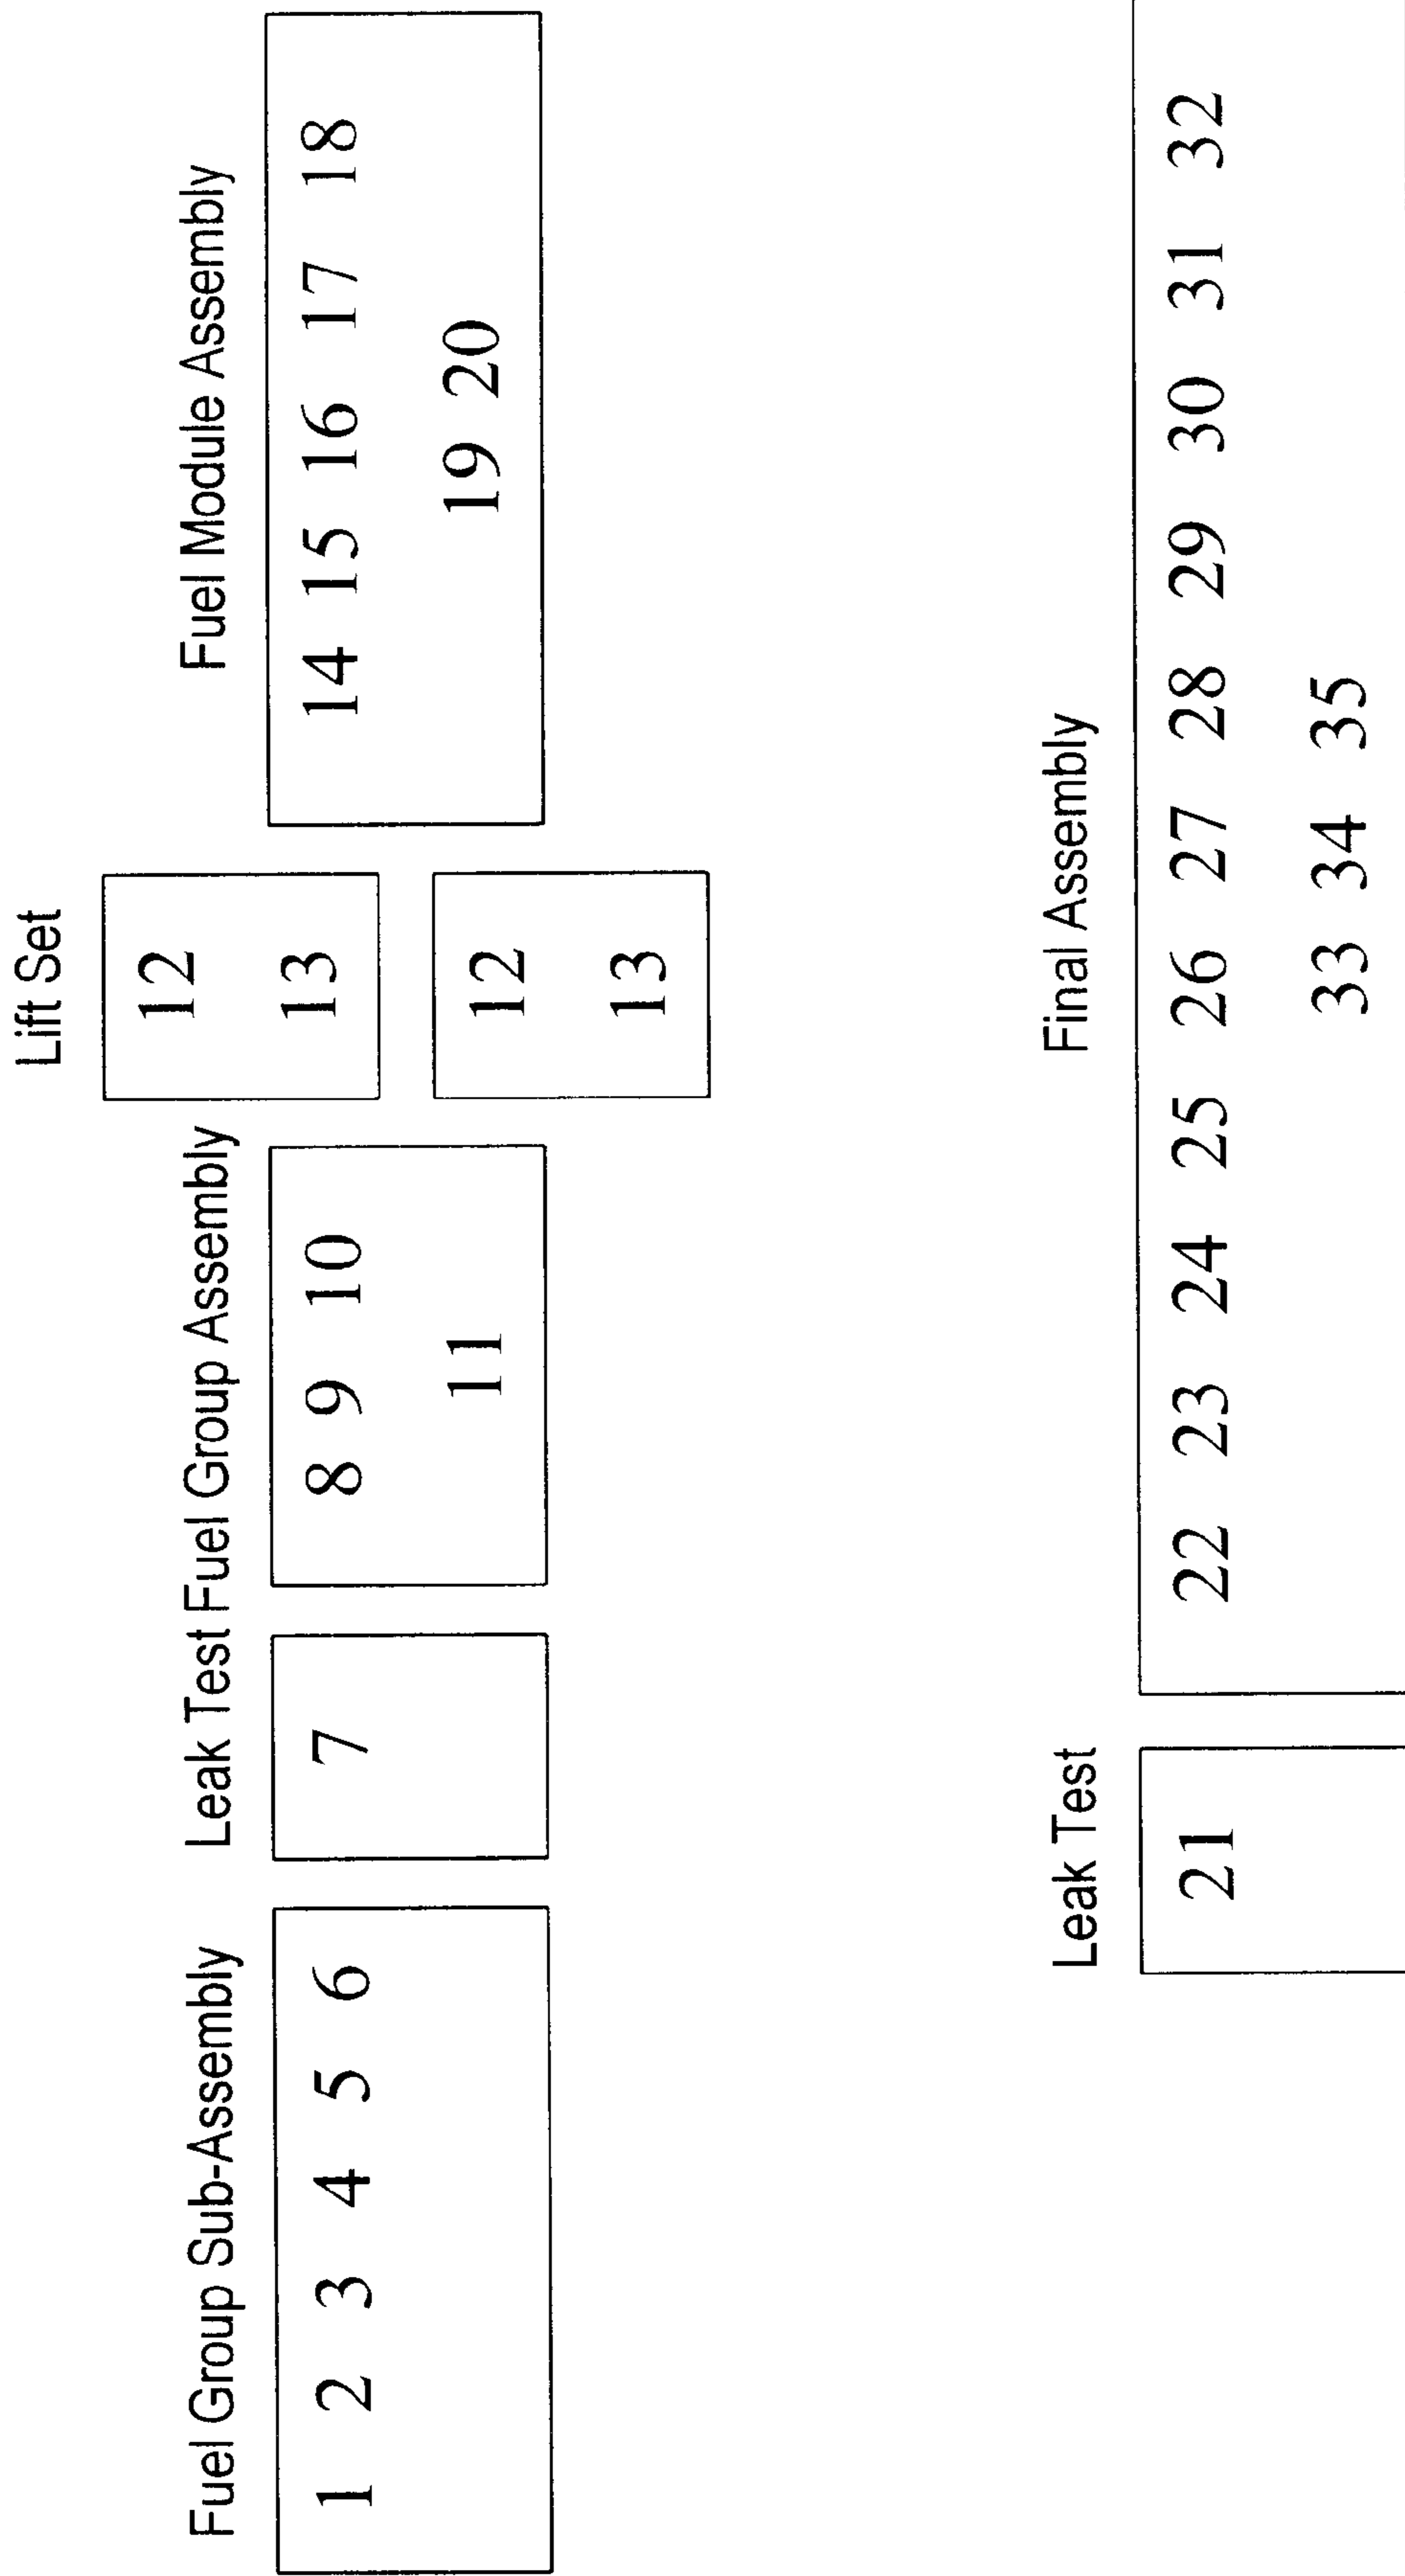 Fuel Group Sub-Assembly
1 2 3 4 5 6
Leak Test
7
Fuel Group Assembly
8 9 10
11
Lift Set
12
13
12
13
Fuel Module Assembly
14 15 16 17 18
19 20
Leak Test
21
Final Assembly
22 23 24 25 26 27 28 29 30 31 32
33 34 35